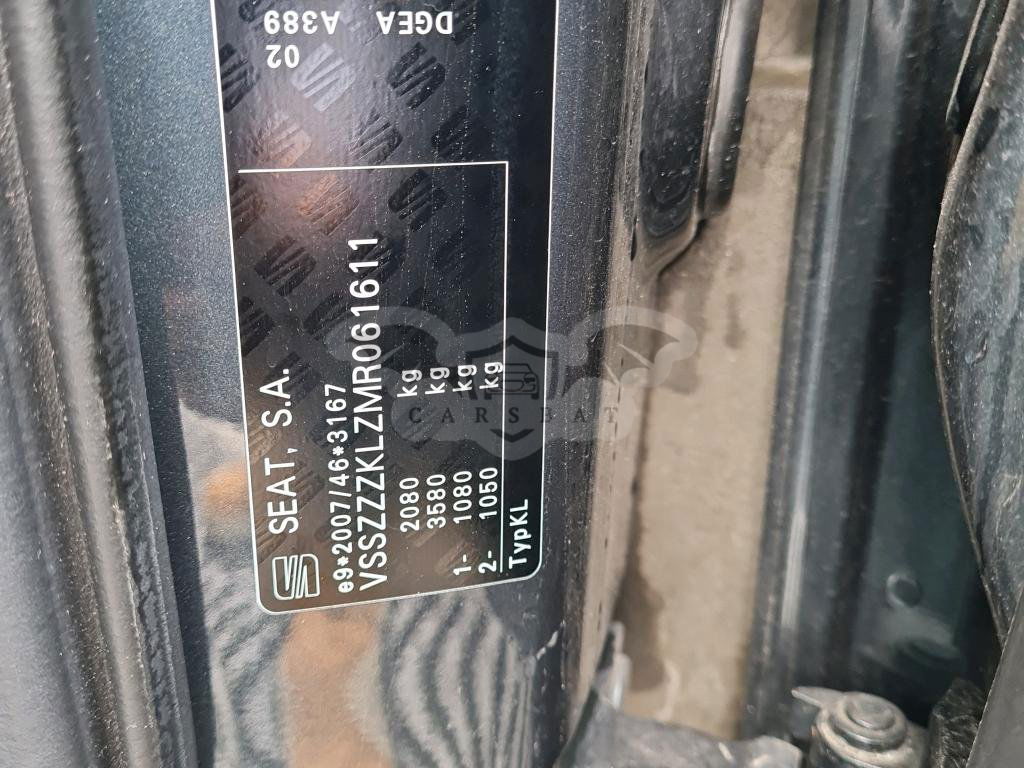 SEAT, S.A.
e9*2007/46*3167
VSSZZZKLZMR061611
2080 kg
3580 kg
1- 1080 kg
2- 1050 kg
TypKL
02
A389
DGEA
CARSBAT